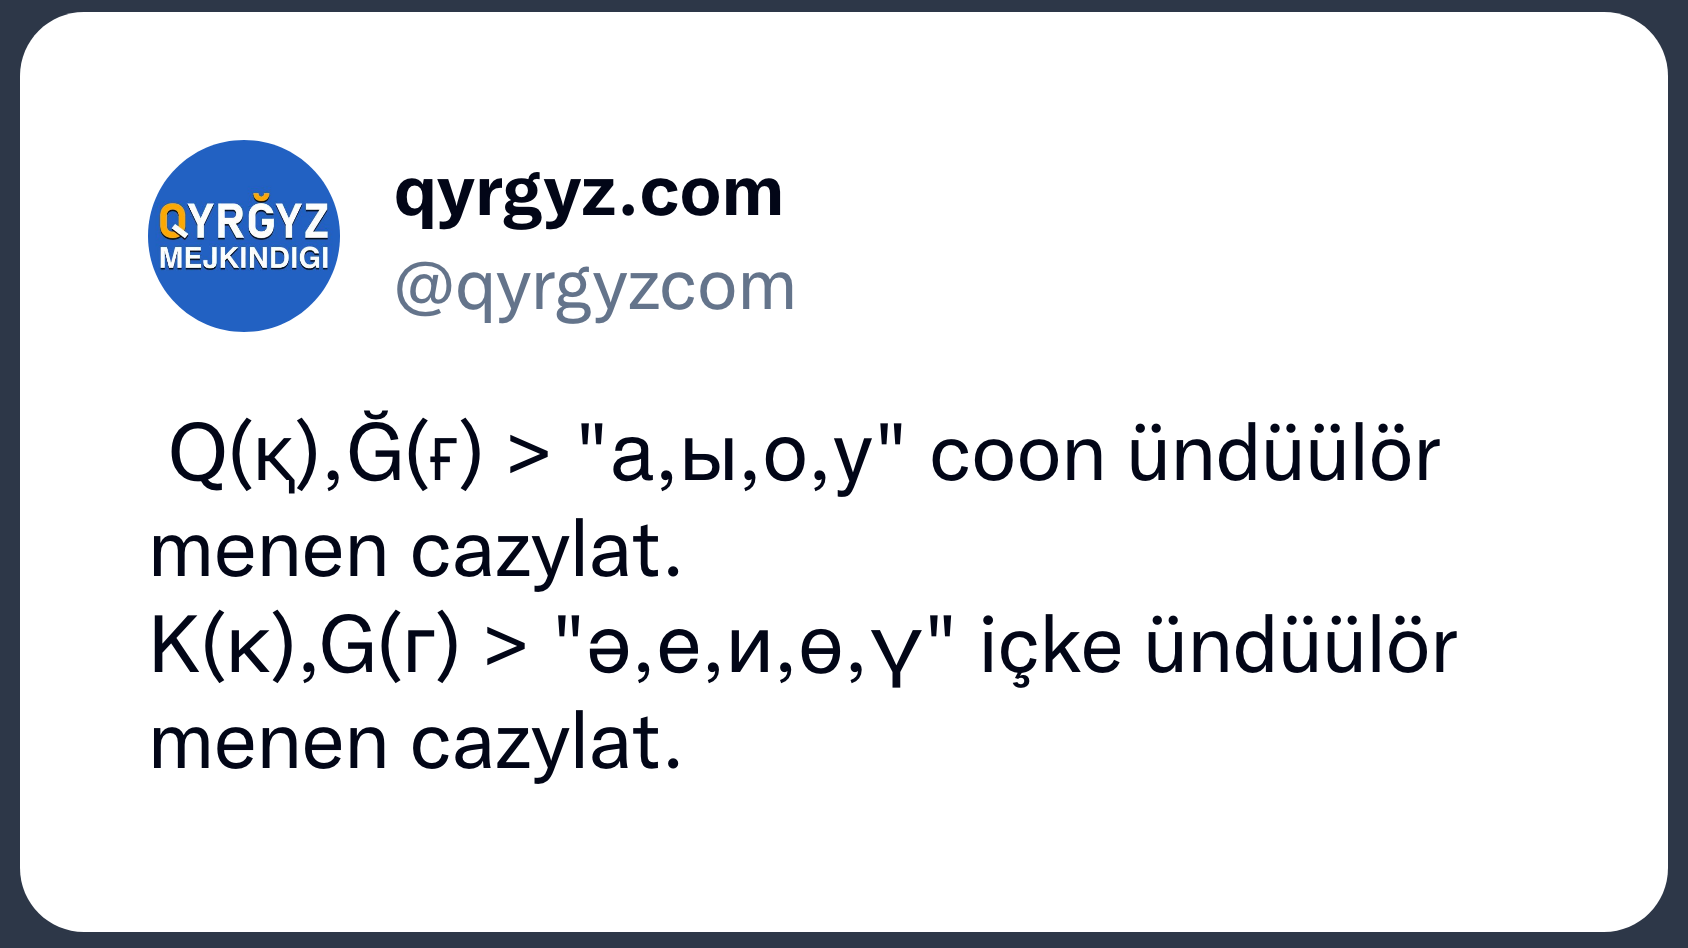 QYRĞYZ
MEJKINDIGI
qyrgyz.com
@qyrgyzcom
Q(қ),Ğ(ғ) > "а,ы,о,у" coon ündüülör
menen cazylat.
K(к),G(г) > "ә,е,и,ө,ү" içke ündüülör
menen cazylat.